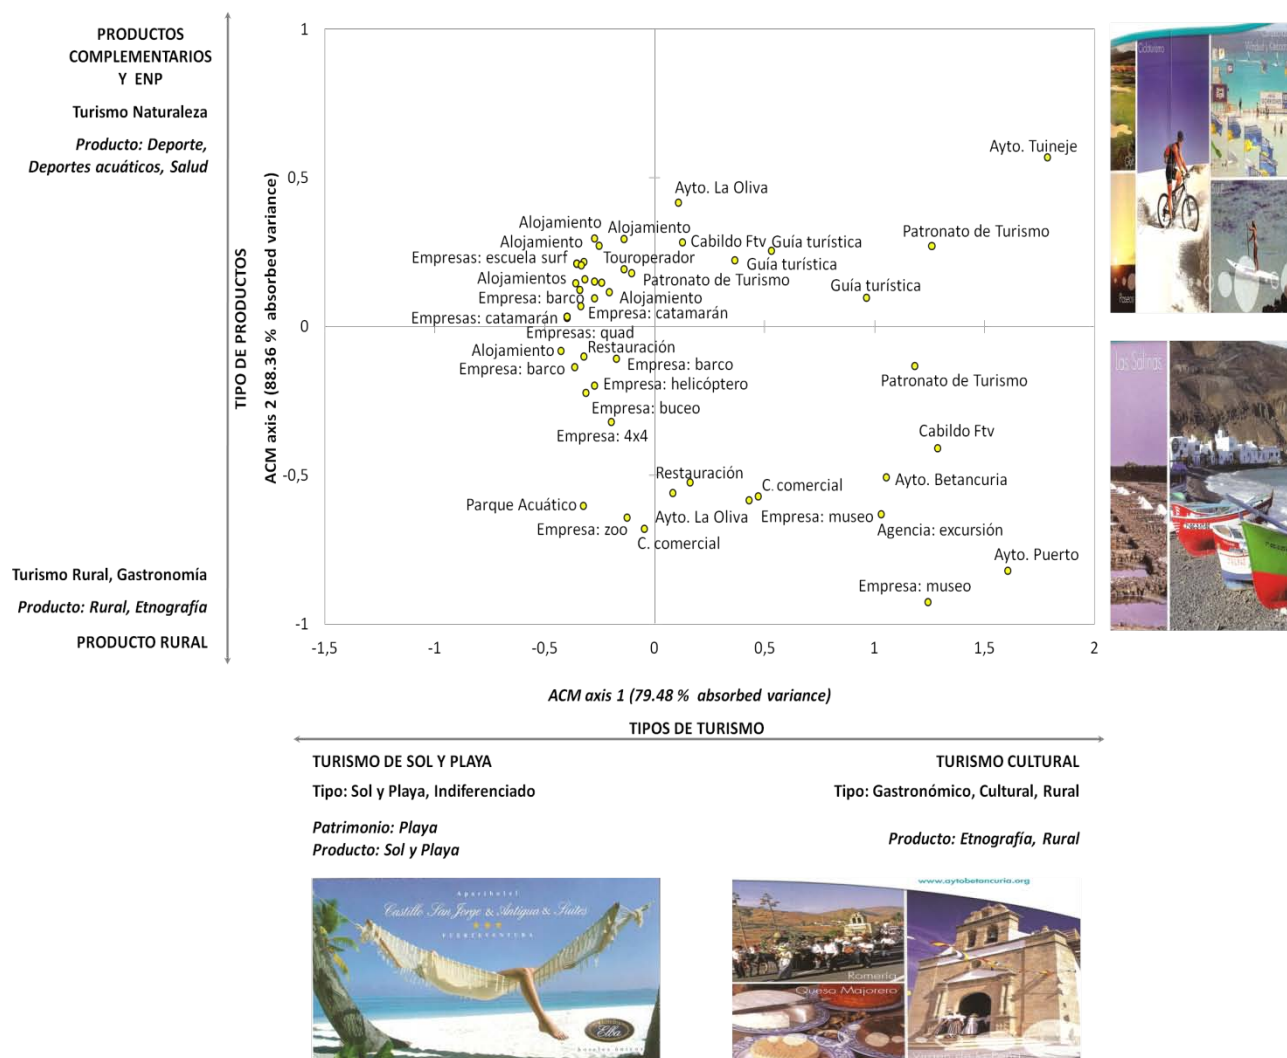 PRODUCTOS
COMPLEMENTARIOS
Y ENP
Turismo Naturaleza
Producto: Deporte,
Deportes acuáticos, Salud
TIPO DE PRODUCTOS
Turismo Rural, Gastronomía
Producto: Rural, Etnografía
PRODUCTO RURAL
ACM axis 2 (88.36 % absorbed variance)
1
0,5
0
-0,5
-1
Ayto. Tuineje
Ayto. La Oliva
Alojamiento
Alojamiento
Alojamiento
Cabildo Ftv
Guía turística
Patronato de Turismo
Empresas: escuela surf
Touroperador
Guía turística
Alojamientos
Patronato de Turismo
Guía turística
Empresa: barco
Alojamiento
Empresas: catamarán
Empresa: catamarán
Empresas: quad
Alojamiento
Restauración
Empresa: barco
Empresa: barco
Patronato de Turismo
Empresa: helicóptero
Empresa: buceo
Empresa: 4x4
Cabildo Ftv
Restauración
C. comercial
Ayto. Betancuria
Parque Acuático
Ayto. La Oliva
Empresa: museo
Empresa: zoo
Agencia: excursión
C. comercial
Ayto. Puerto
Empresa: museo
-1,5
-1
-0,5
0
0,5
1
1,5
2
ACM axis 1 (79.48 % absorbed variance)
TIPOS DE TURISMO
TURISMO DE SOL Y PLAYA
Tipo: Sol y Playa, Indiferenciado
Patrimonio: Playa
Producto: Sol y Playa
TURISMO CULTURAL
Tipo: Gastronómico, Cultural, Rural
Producto: Etnografía, Rural
Cicloturismo
Las Salinas
Aparthotel
Castillo San Jorge & Antigua & Suites
FUERTEVENTURA
Elba
www.aytobetancuria.org
Romería
Queso Majorero